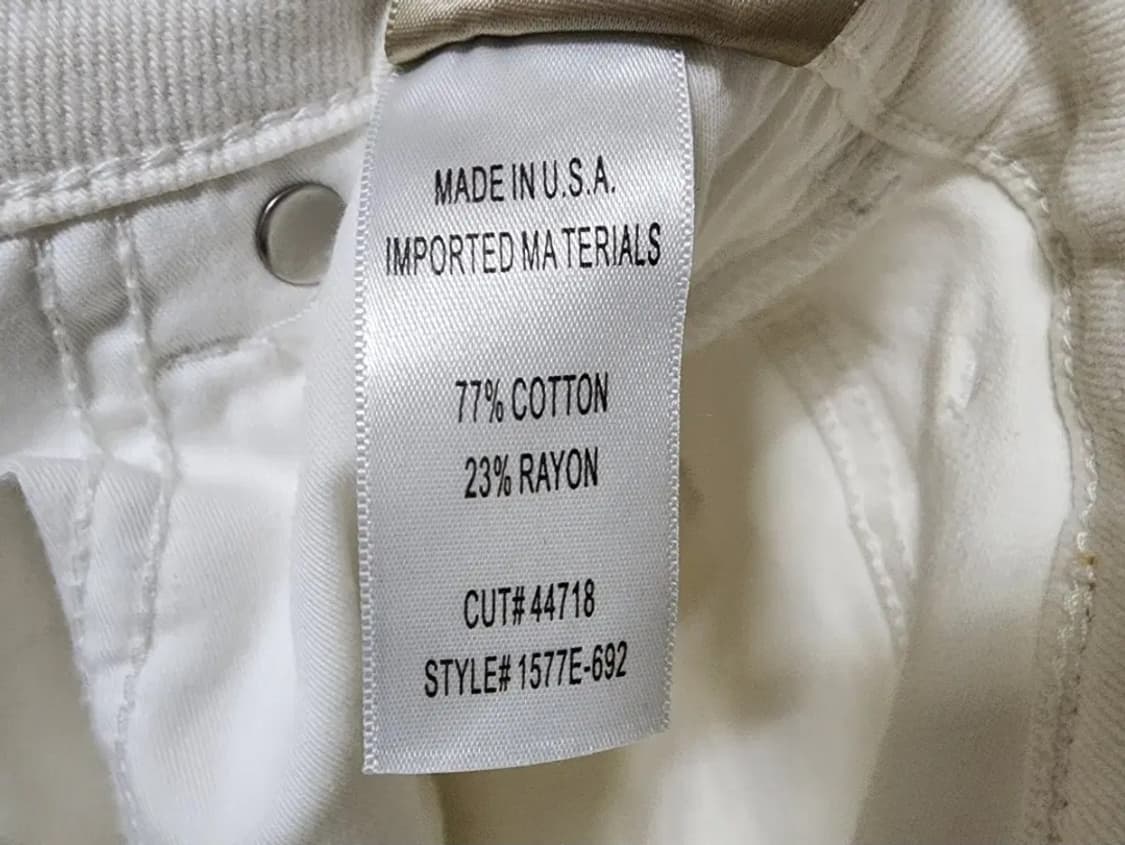 MADE IN U.S.A.
IMPORTED MATERIALS
77% COTTON
23% RAYON
CUT# 44718
STYLE# 1577E-692